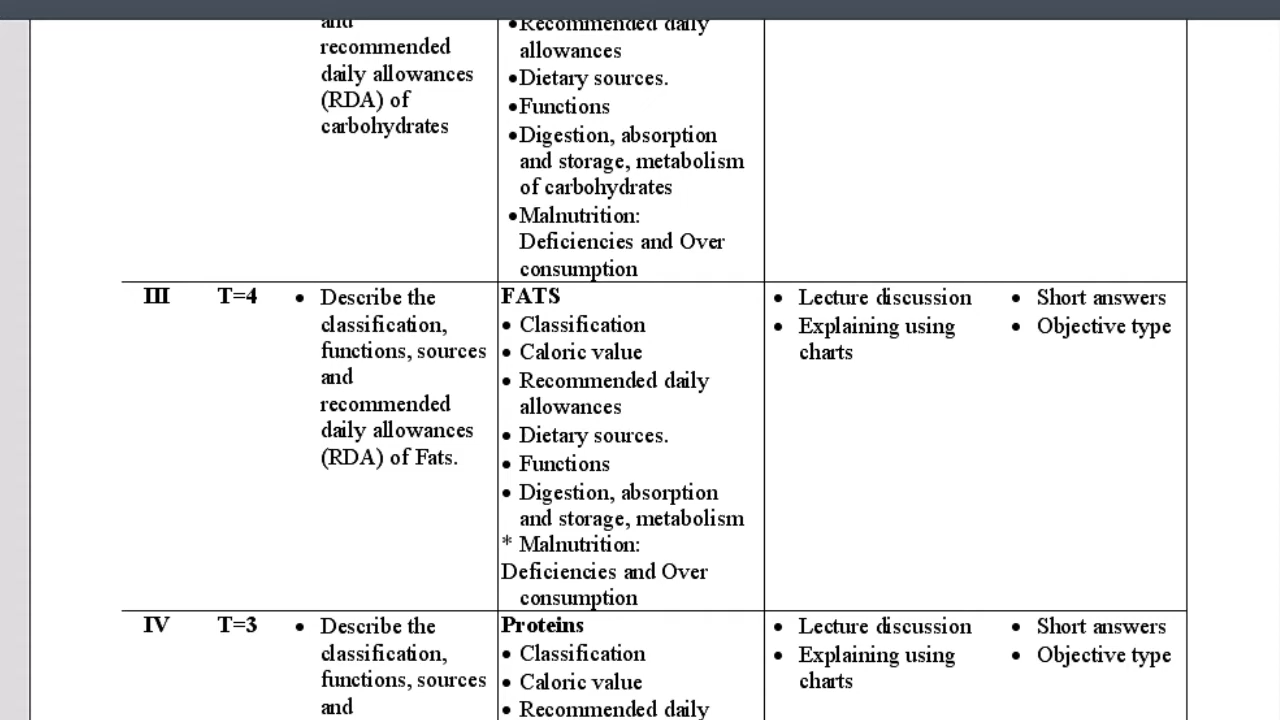 and
recommended
daily allowances
(RDA) of
carbohydrates
•Recommended daily
allowances
•Dietary sources.
•Functions
•Digestion, absorption
and storage, metabolism
of carbohydrates
•Malnutrition:
Deficiencies and Over
consumption
III
T=4
• Describe the
classification,
functions, sources
and
recommended
daily allowances
(RDA) of Fats.
FATS
• Classification
• Caloric value
• Recommended daily
allowances
• Dietary sources.
• Functions
• Digestion, absorption
and storage, metabolism
* Malnutrition:
Deficiencies and Over
consumption
• Lecture discussion
• Explaining using
charts
• Short answers
• Objective type
IV
T=3
• Describe the
classification,
functions, sources
and
Proteins
• Classification
• Caloric value
• Recommended daily
• Lecture discussion
• Explaining using
charts
• Short answers
• Objective type